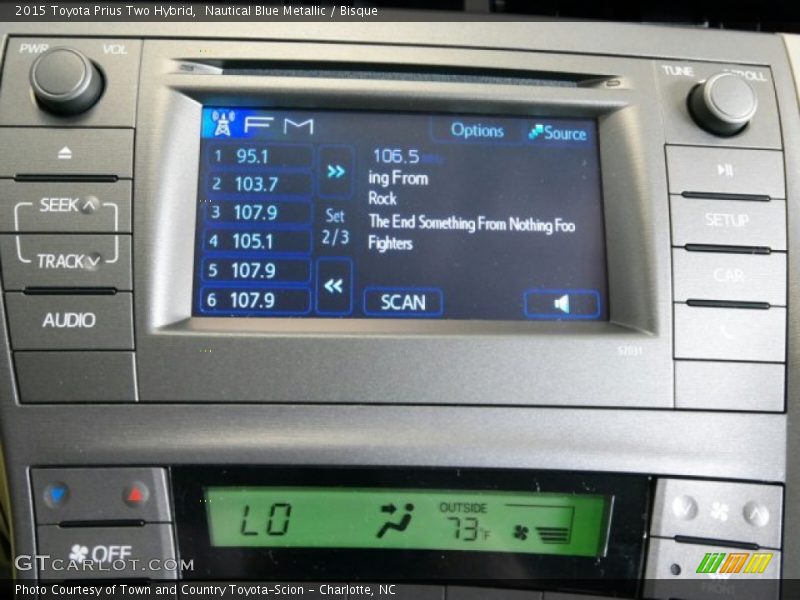 2015 Toyota Prius Two Hybrid, Nautical Blue Metallic / Bisque
PWR VOL
TUNE SCROLL
FM
Options
Source
1 95.1
2 103.7
3 107.9
4 105.1
5 107.9
6 107.9
Set
2/3
106.5
ing From
Rock
The End Something From Nothing Foo
Fighters
SCAN
SEEK
TRACK
AUDIO
SETUP
CAR
57031
LO
OUTSIDE
73°F
OFF
FRONT
GTCARLOT.COM
Photo Courtesy of Town and Country Toyota-Scion - Charlotte, NC